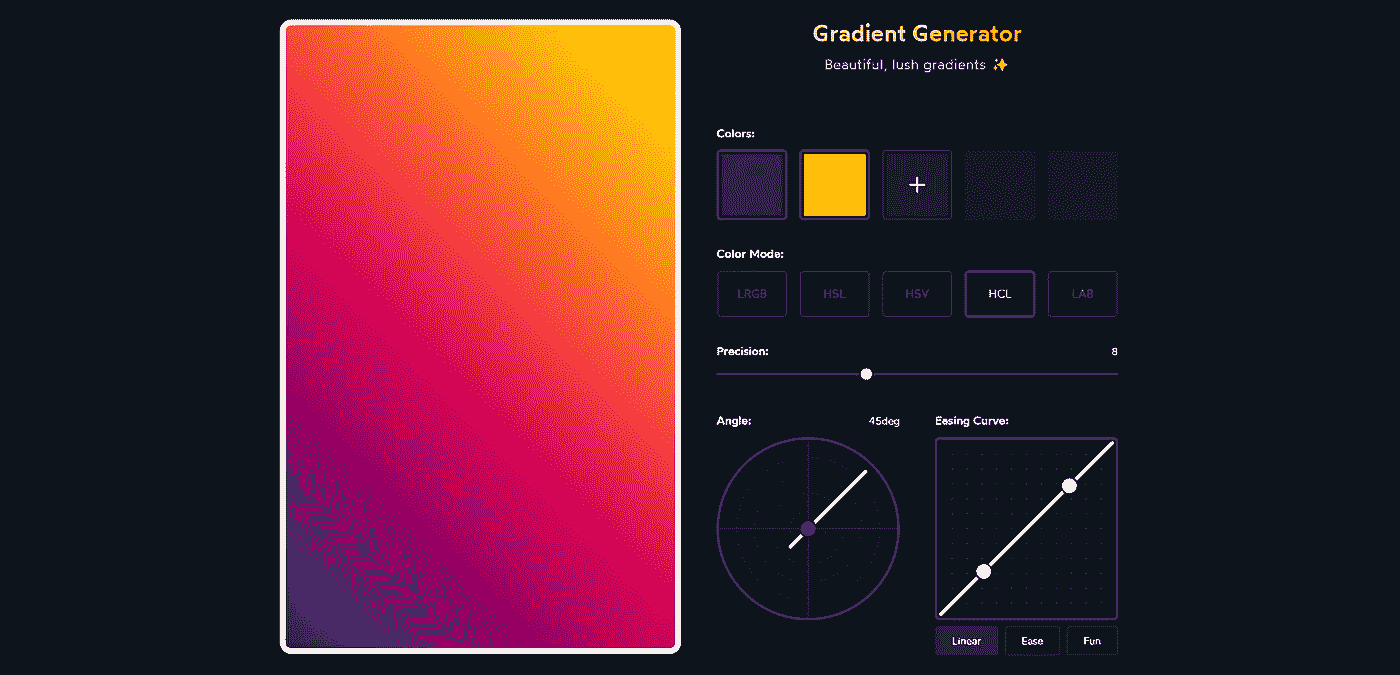 Gradient Generator
Beautiful, lush gradients ✨
Colors:
+
Color Mode:
LRGB HSL HSV HCL LAB
Precision: 8
Angle: 45deg
Easing Curve:
Linear Ease Fun